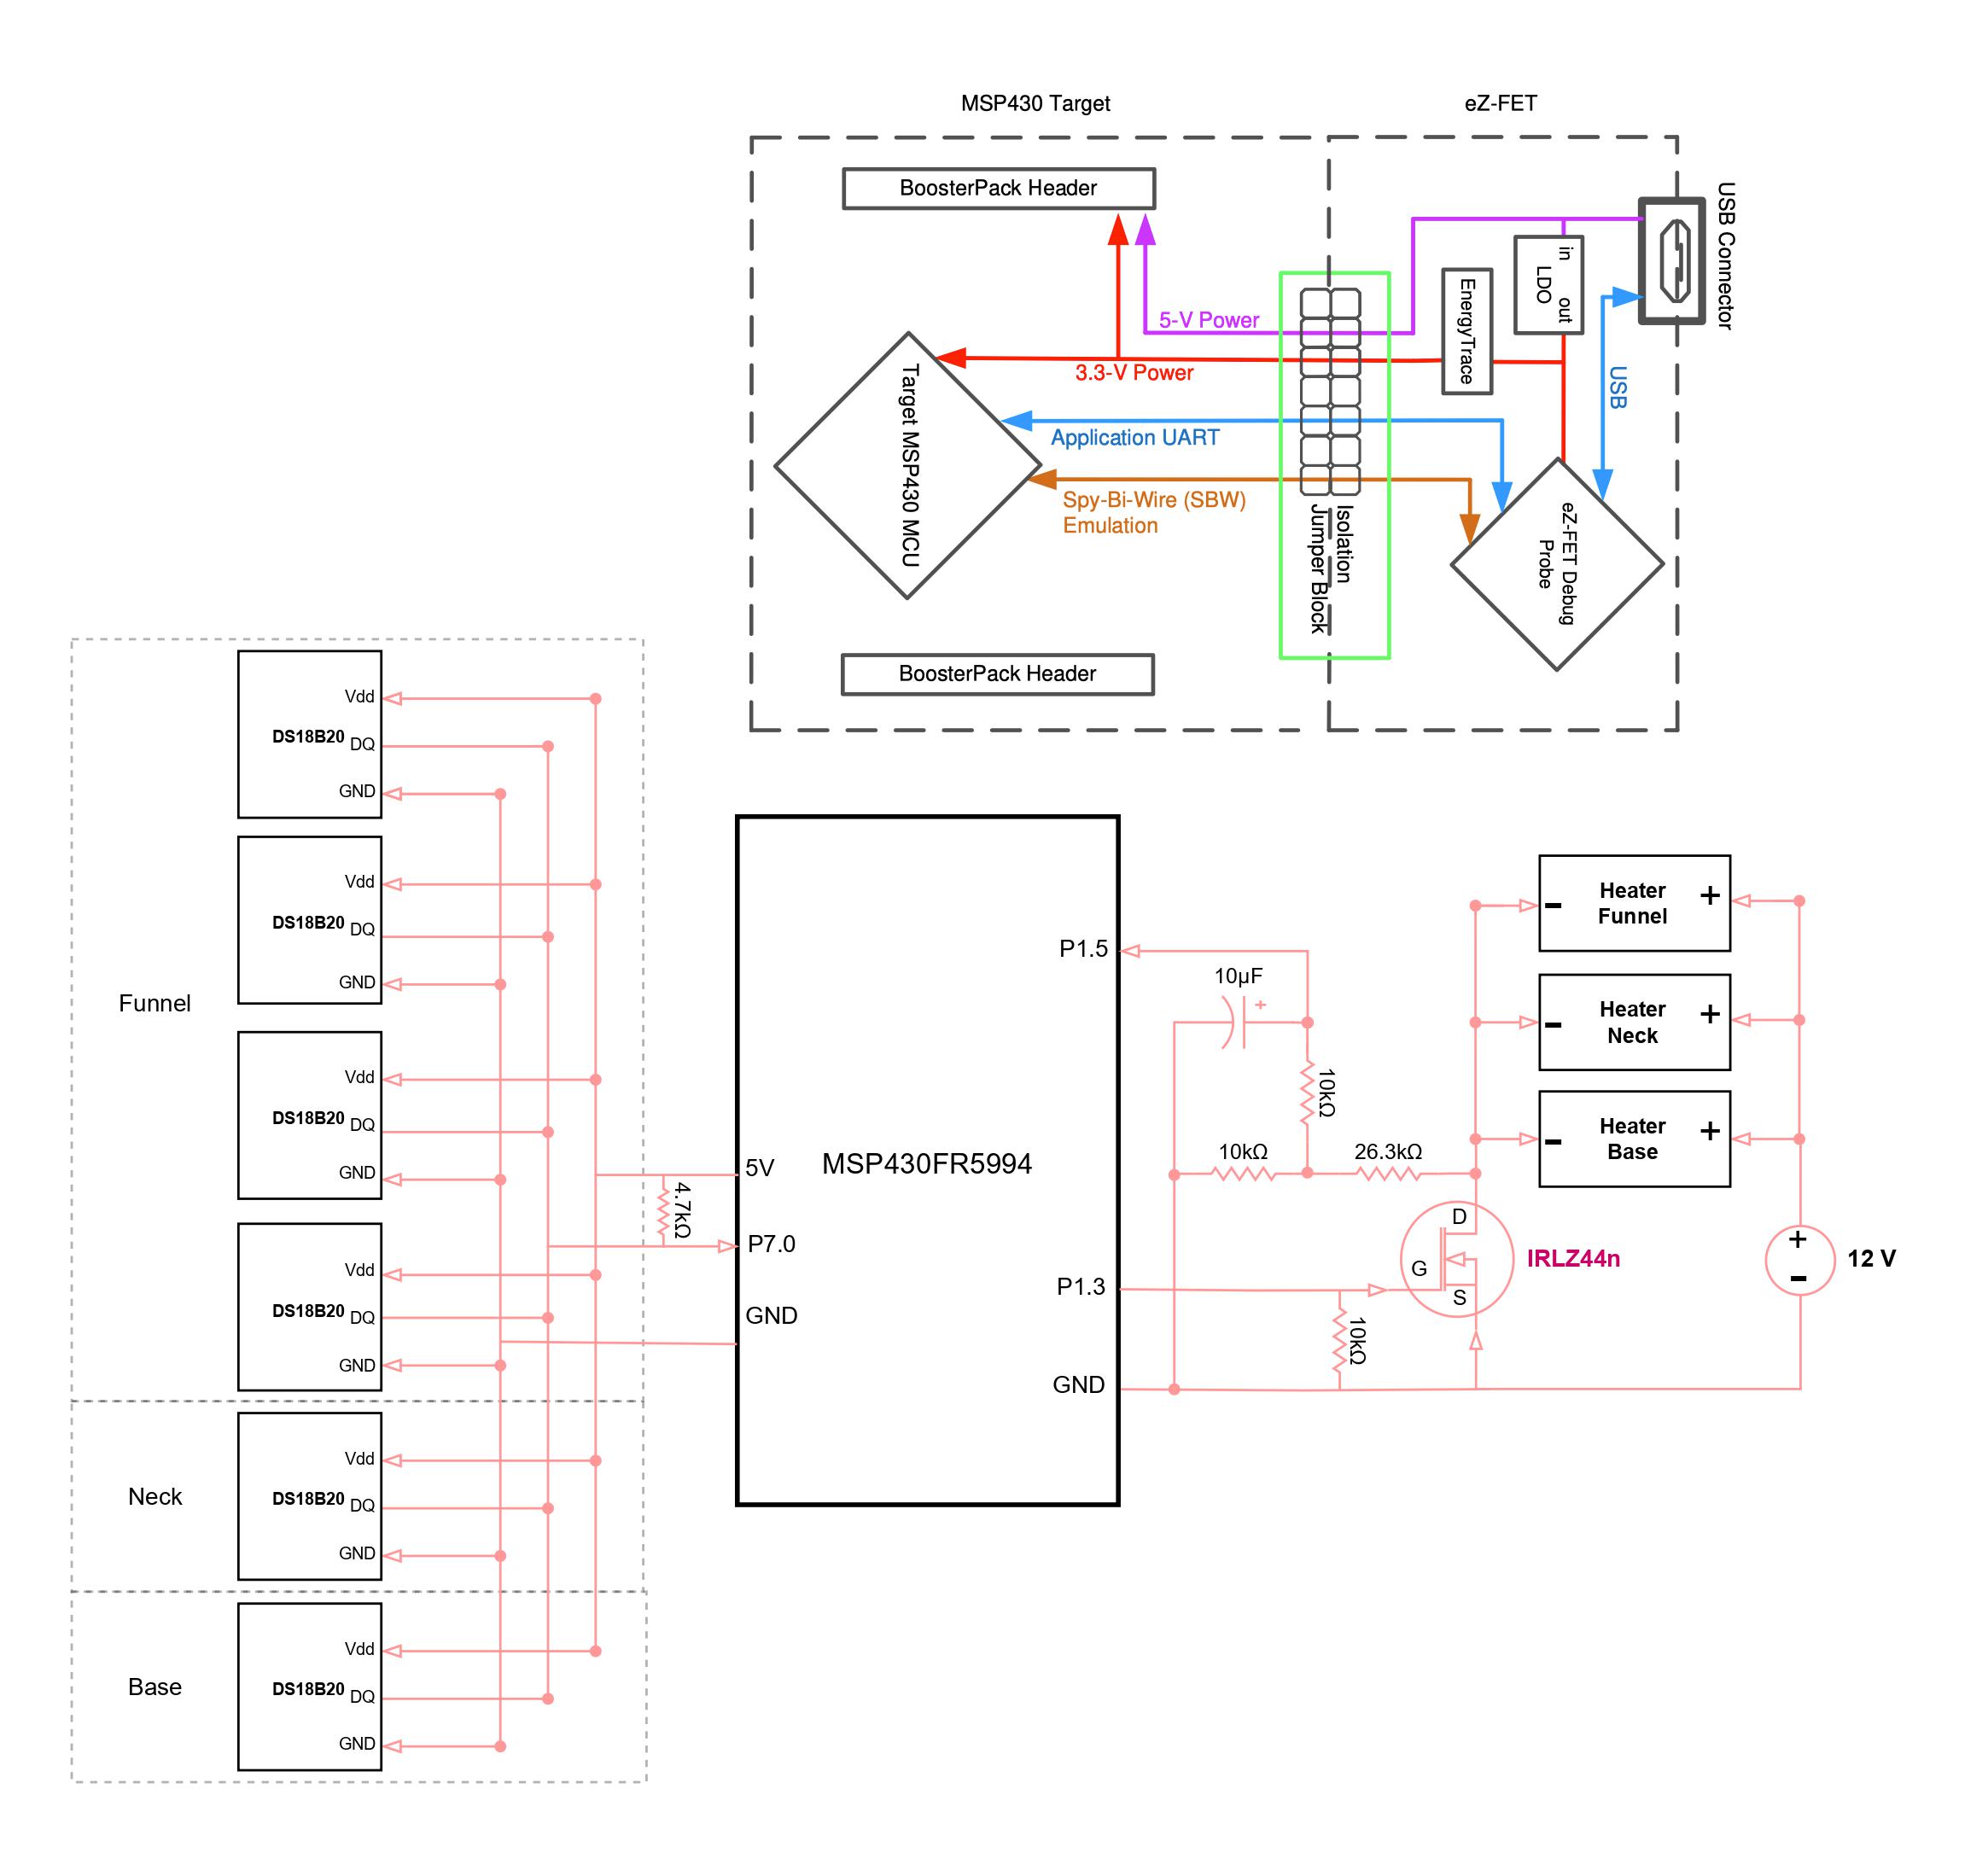 MSP430 Target
eZ-FET
BoosterPack Header
USB Connector
in
out
LDO
EnergyTrace
5-V Power
3.3-V Power
USB
Application UART
Target MSP430 MCU
Spy-Bi-Wire (SBW)
Emulation
Isolation
Jumper Block
eZ-FET Debug
Probe
BoosterPack Header
Funnel
Vdd
DS18B20
DQ
GND
Vdd
DS18B20
DQ
GND
Vdd
DS18B20
DQ
GND
Vdd
DS18B20
DQ
GND
Neck
Vdd
DS18B20
DQ
GND
Base
Vdd
DS18B20
DQ
GND
4.7kΩ
MSP430FR5994
5V
P7.0
GND
P1.5
P1.3
GND
10µF
+
10kΩ
10kΩ
26.3kΩ
10kΩ
D
G
S
IRLZ44n
- Heater +
Funnel
- Heater +
Neck
- Heater +
Base
+
-
12 V